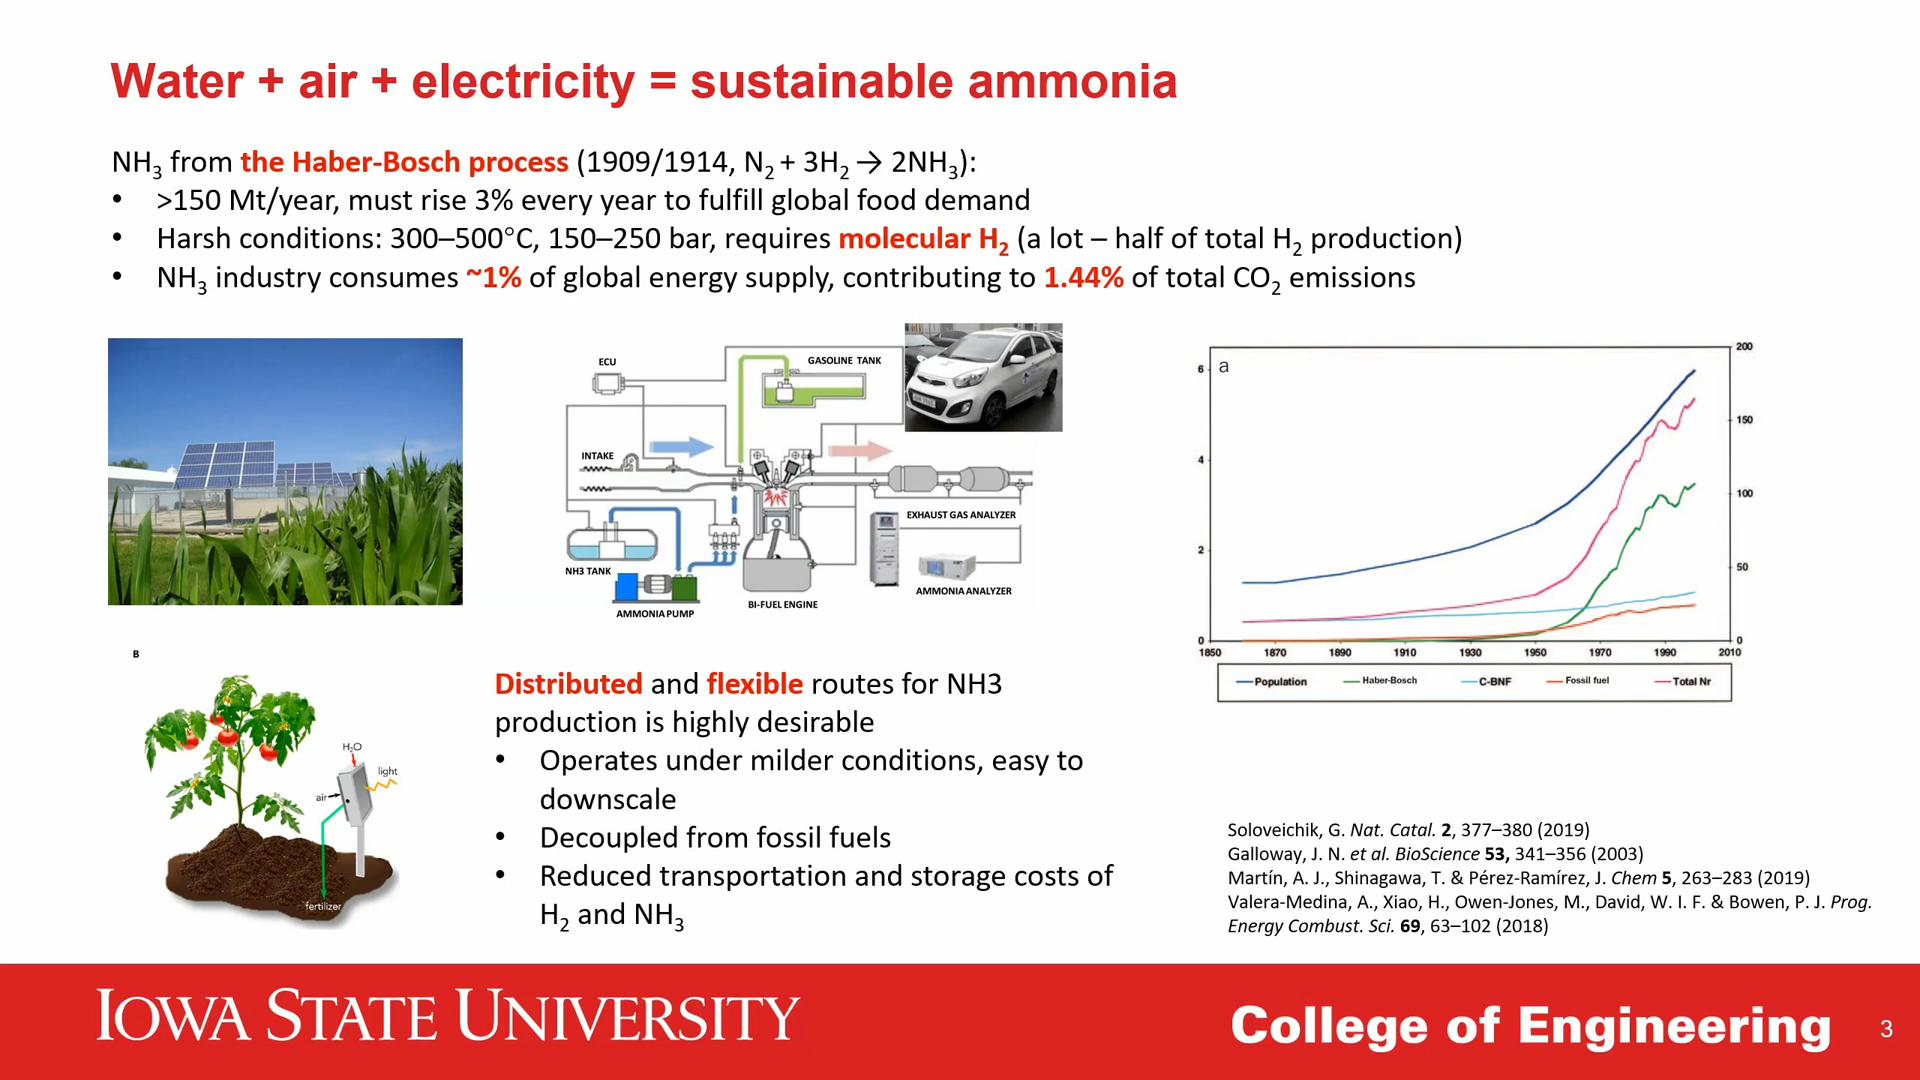 Water + air + electricity = sustainable ammonia
NH3 from the Haber-Bosch process (1909/1914, N2 + 3H2 → 2NH3):
• >150 Mt/year, must rise 3% every year to fulfill global food demand
• Harsh conditions: 300–500°C, 150–250 bar, requires molecular H2 (a lot – half of total H2 production)
• NH3 industry consumes ~1% of global energy supply, contributing to 1.44% of total CO2 emissions
ECU
GASOLINE TANK
INTAKE
EXHAUST GAS ANALYZER
NH3 TANK
AMMONIA ANALYZER
BI-FUEL ENGINE
AMMONIA PUMP
a
6
4
2
0
200
150
100
50
0
1850 1870 1890 1910 1930 1950 1970 1990 2010
Population Haber-Bosch C-BNF Fossil fuel Total Nr
B
H2O
light
air
fertilizer
Distributed and flexible routes for NH3
production is highly desirable
• Operates under milder conditions, easy to
downscale
• Decoupled from fossil fuels
• Reduced transportation and storage costs of
H2 and NH3
Soloveichik, G. Nat. Catal. 2, 377–380 (2019)
Galloway, J. N. et al. BioScience 53, 341–356 (2003)
Martín, A. J., Shinagawa, T. & Pérez-Ramírez, J. Chem 5, 263–283 (2019)
Valera-Medina, A., Xiao, H., Owen-Jones, M., David, W. I. F. & Bowen, P. J. Prog.
Energy Combust. Sci. 69, 63–102 (2018)
IOWA STATE UNIVERSITY
College of Engineering
3